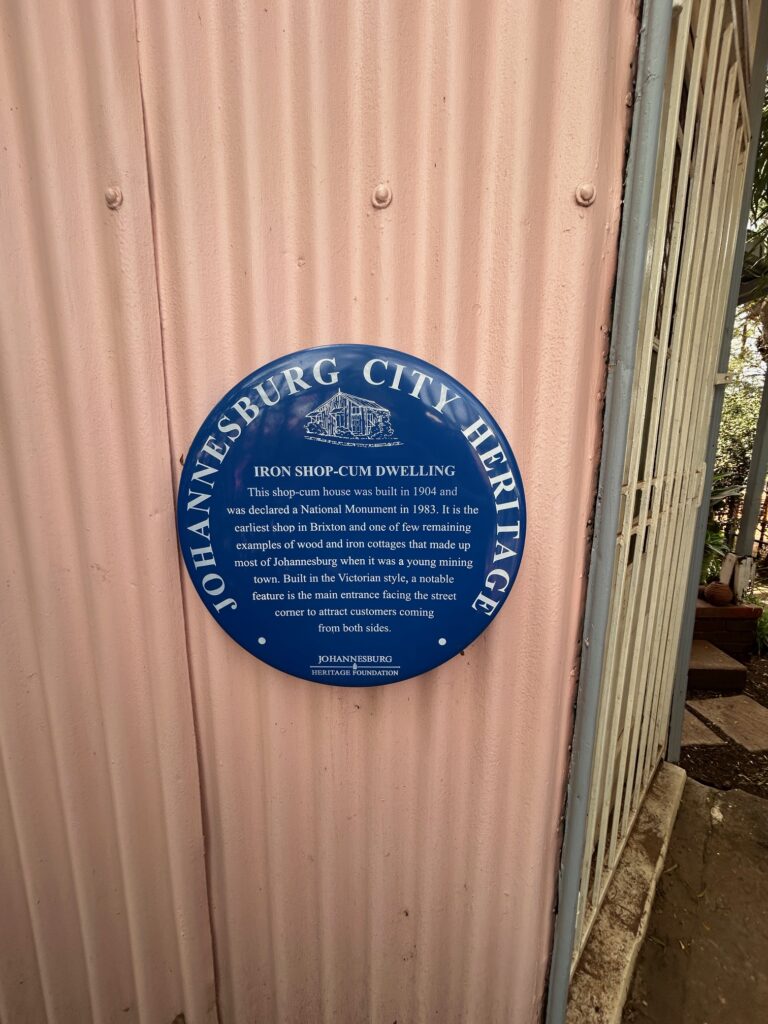 JOHANNESBURG CITY HERITAGE
IRON SHOP-CUM DWELLING
This shop-cum house was built in 1904 and
was declared a National Monument in 1983. It is the
earliest shop in Brixton and one of few remaining
examples of wood and iron cottages that made up
most of Johannesburg when it was a young mining
town. Built in the Victorian style, a notable
feature is the main entrance facing the street
corner to attract customers coming
from both sides.
JOHANNESBURG
HERITAGE FOUNDATION